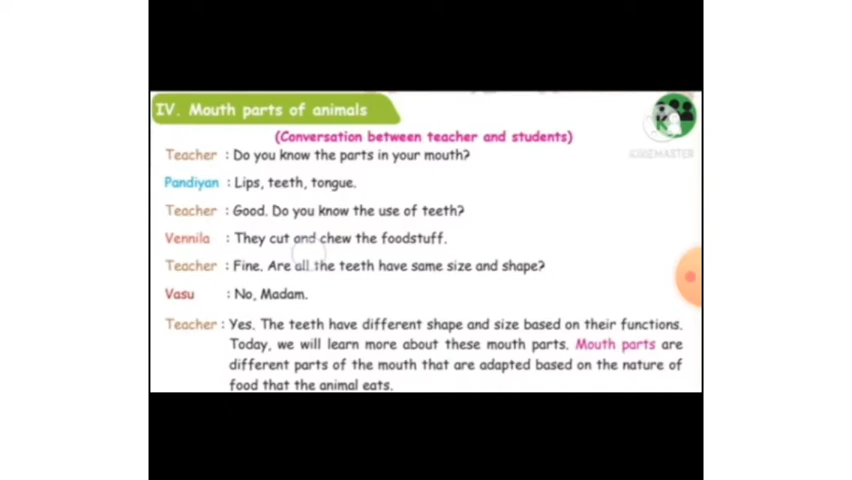 IV. Mouth parts of animals
(Conversation between teacher and students)
Teacher : Do you know the parts in your mouth?
Pandiyan : Lips, teeth, tongue.
Teacher : Good. Do you know the use of teeth?
Vennila : They cut and chew the foodstuff.
Teacher : Fine. Are all the teeth have same size and shape?
Vasu : No, Madam.
Teacher : Yes. The teeth have different shape and size based on their functions.
Today, we will learn more about these mouth parts. Mouth parts are
different parts of the mouth that are adapted based on the nature of
food that the animal eats.
KINEMASTER